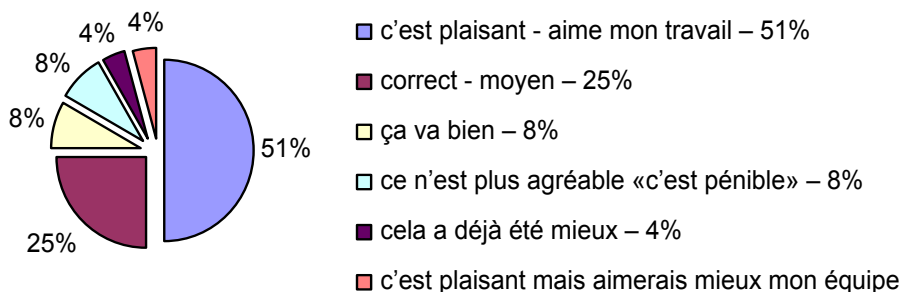 4%
4%
8%
8%
25%
51%
c'est plaisant - aime mon travail – 51%
correct - moyen – 25%
ça va bien – 8%
ce n'est plus agréable «c'est pénible» – 8%
cela a déjà été mieux – 4%
c'est plaisant mais aimerais mieux mon équipe